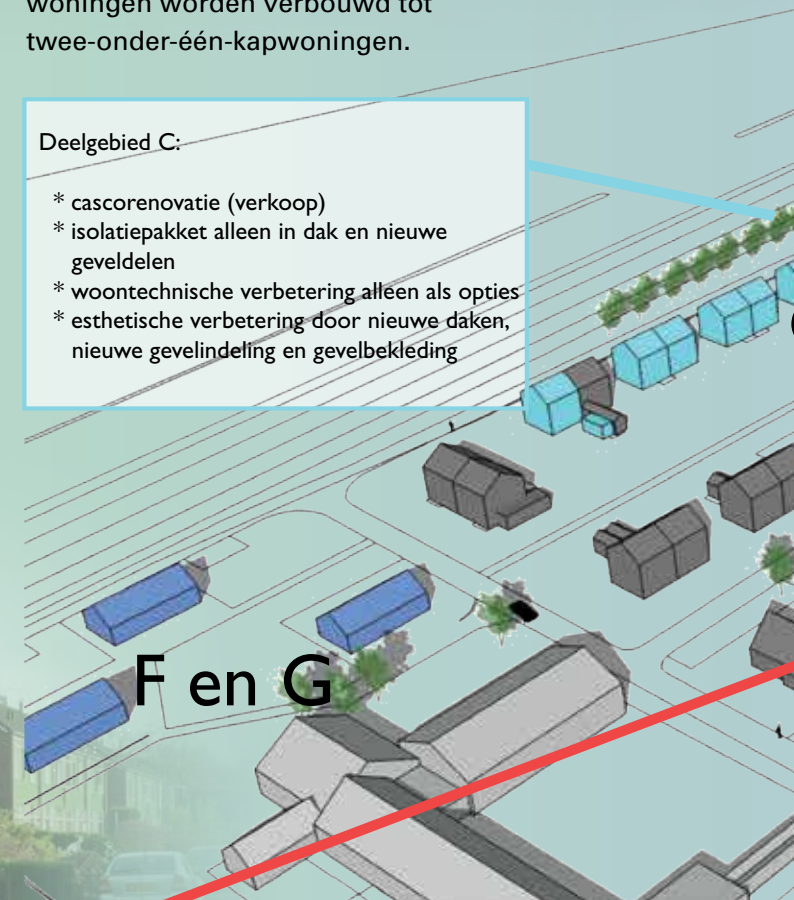 woningen worden verbouwd tot
twee-onder-één-kapwoningen.
Deelgebied C:
* cascorenovatie (verkoop)
* isolatiepakket alleen in dak en nieuwe
geveldelen
* woontechnische verbetering alleen als opties
* esthetische verbetering door nieuwe daken,
nieuwe gevelindeling en gevelbekleding
F en G